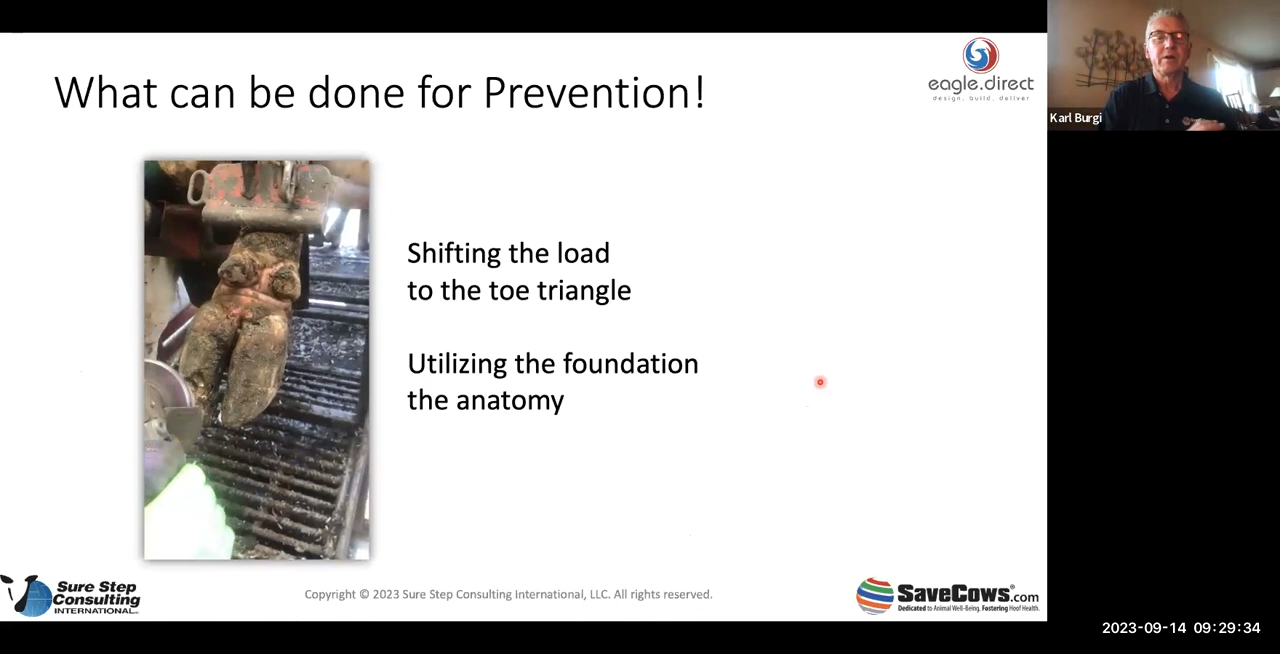 What can be done for Prevention!
eagle.direct
design, build, deliver
Karl Burgi
Shifting the load
to the toe triangle
Utilizing the foundation
the anatomy
Sure Step
Consulting
INTERNATIONAL
Copyright © 2023 Sure Step Consulting International, LLC. All rights reserved.
SaveCows®.com
Dedicated to Animal Well-Being. Fostering Hoof Health.
2023-09-14 09:29:34